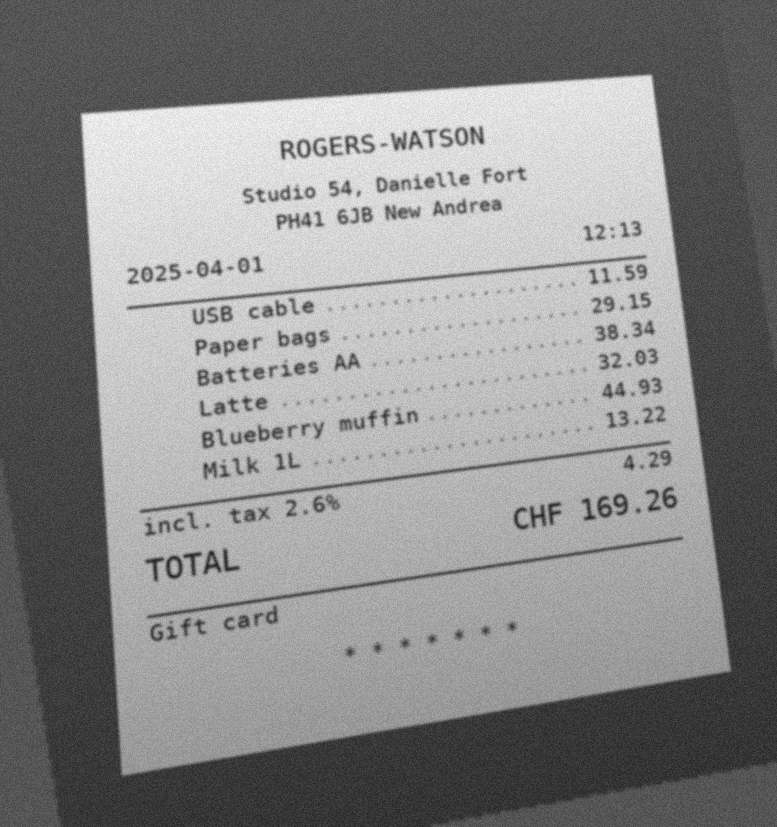 ROGERS-WATSON
Studio 54, Danielle Fort
PH41 6JB New Andrea
2025-04-01 12:13
USB cable .................... 11.59
Paper bags ................... 29.15
Batteries AA ................. 38.34
Latte ........................ 32.03
Blueberry muffin ............. 44.93
Milk 1L ...................... 13.22
incl. tax 2.6% 4.29
TOTAL CHF 169.26
Gift card
* * * * * * *